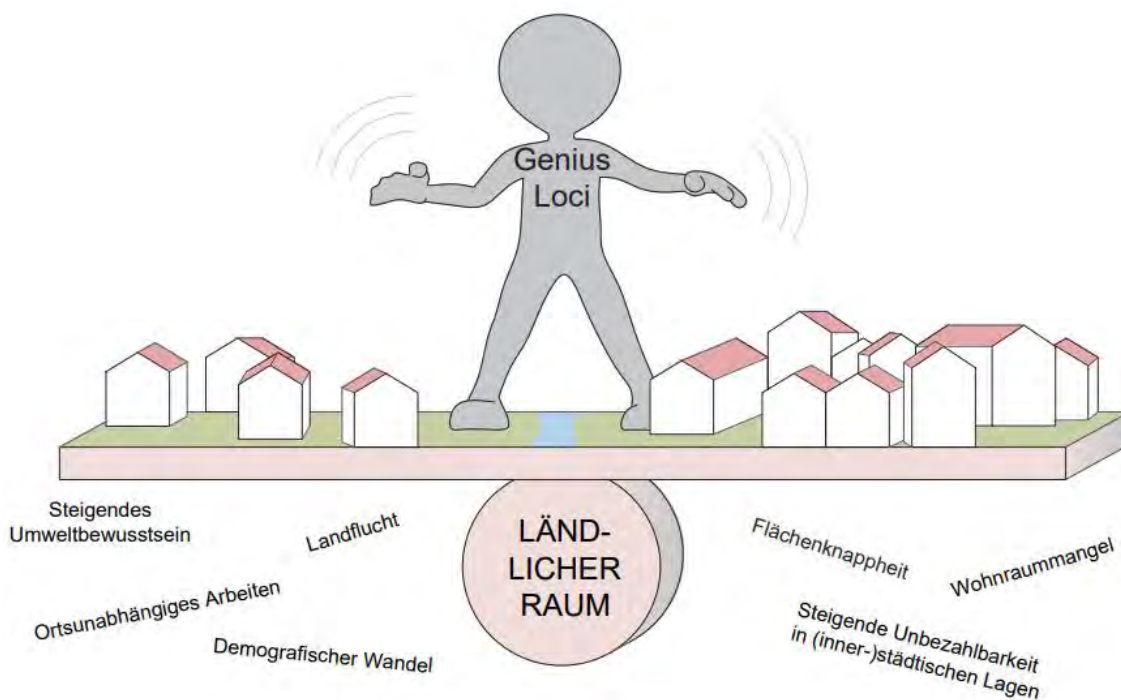 Genius
Loci
Steigendes
Umweltbewusstsein
Landflucht
Ortsunabhängiges Arbeiten
Demografischer Wandel
LÄND-
LICHER
RAUM
Flächenknappheit
Wohnraummangel
Steigende Unbezahlbarkeit
in (inner-)städtischen Lagen